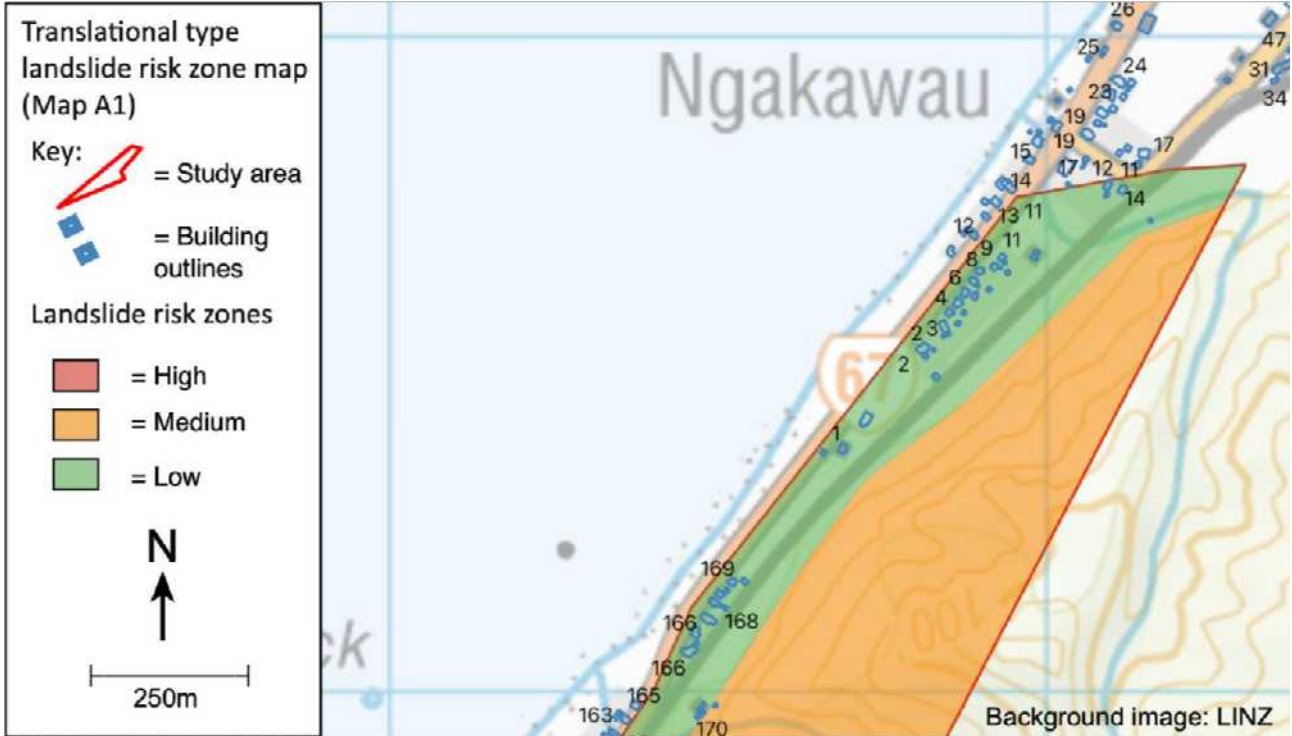 Translational type
landslide risk zone map
(Map A1)
Key:
= Study area
= Building
outlines
Landslide risk zones
= High
= Medium
= Low
N
250m
Ngakawau
26
25
24
23
47
31
34
19
19
15
17
17
12
11
14
14
13
11
12
9
11
8
6
4
3
2
2
67
1
169
168
166
166
165
163
170
100
ck
Background image: LINZ